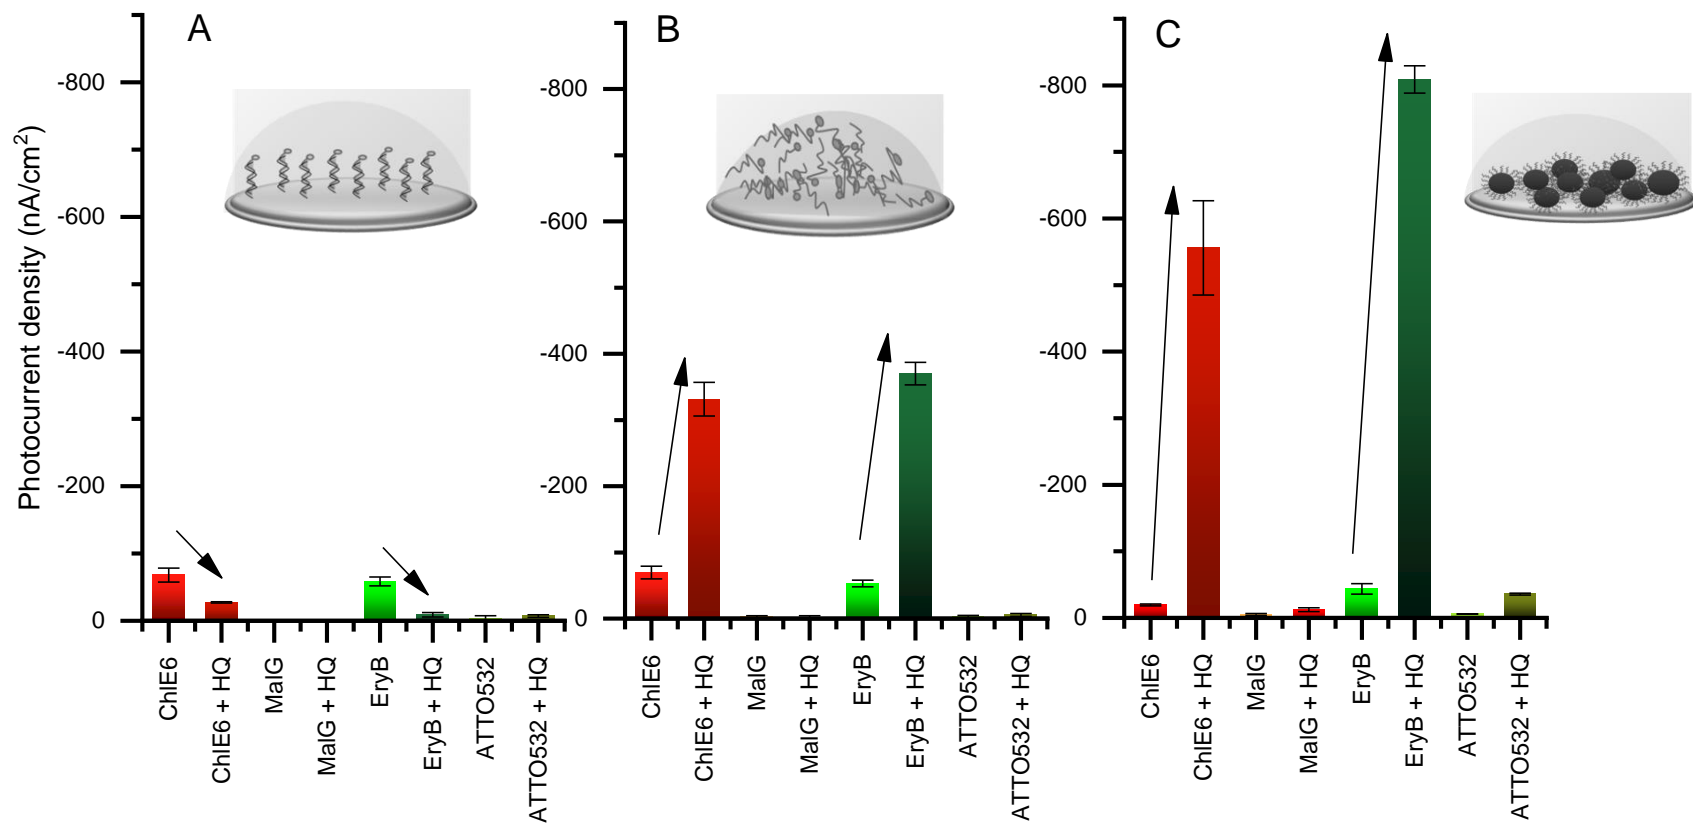 A
B
C
Photocurrent density (nA/cm²)
-800
-600
-400
-200
0
ChlE6
ChlE6 + HQ
MalG
MalG + HQ
EryB
EryB + HQ
ATTO532
ATTO532 + HQ
-800
-600
-400
-200
0
ChlE6
ChlE6 + HQ
MalG
MalG + HQ
EryB
EryB + HQ
ATTO532
ATTO532 + HQ
-800
-600
-400
-200
0
ChlE6
ChlE6 + HQ
MalG
MalG + HQ
EryB
EryB + HQ
ATTO532
ATTO532 + HQ